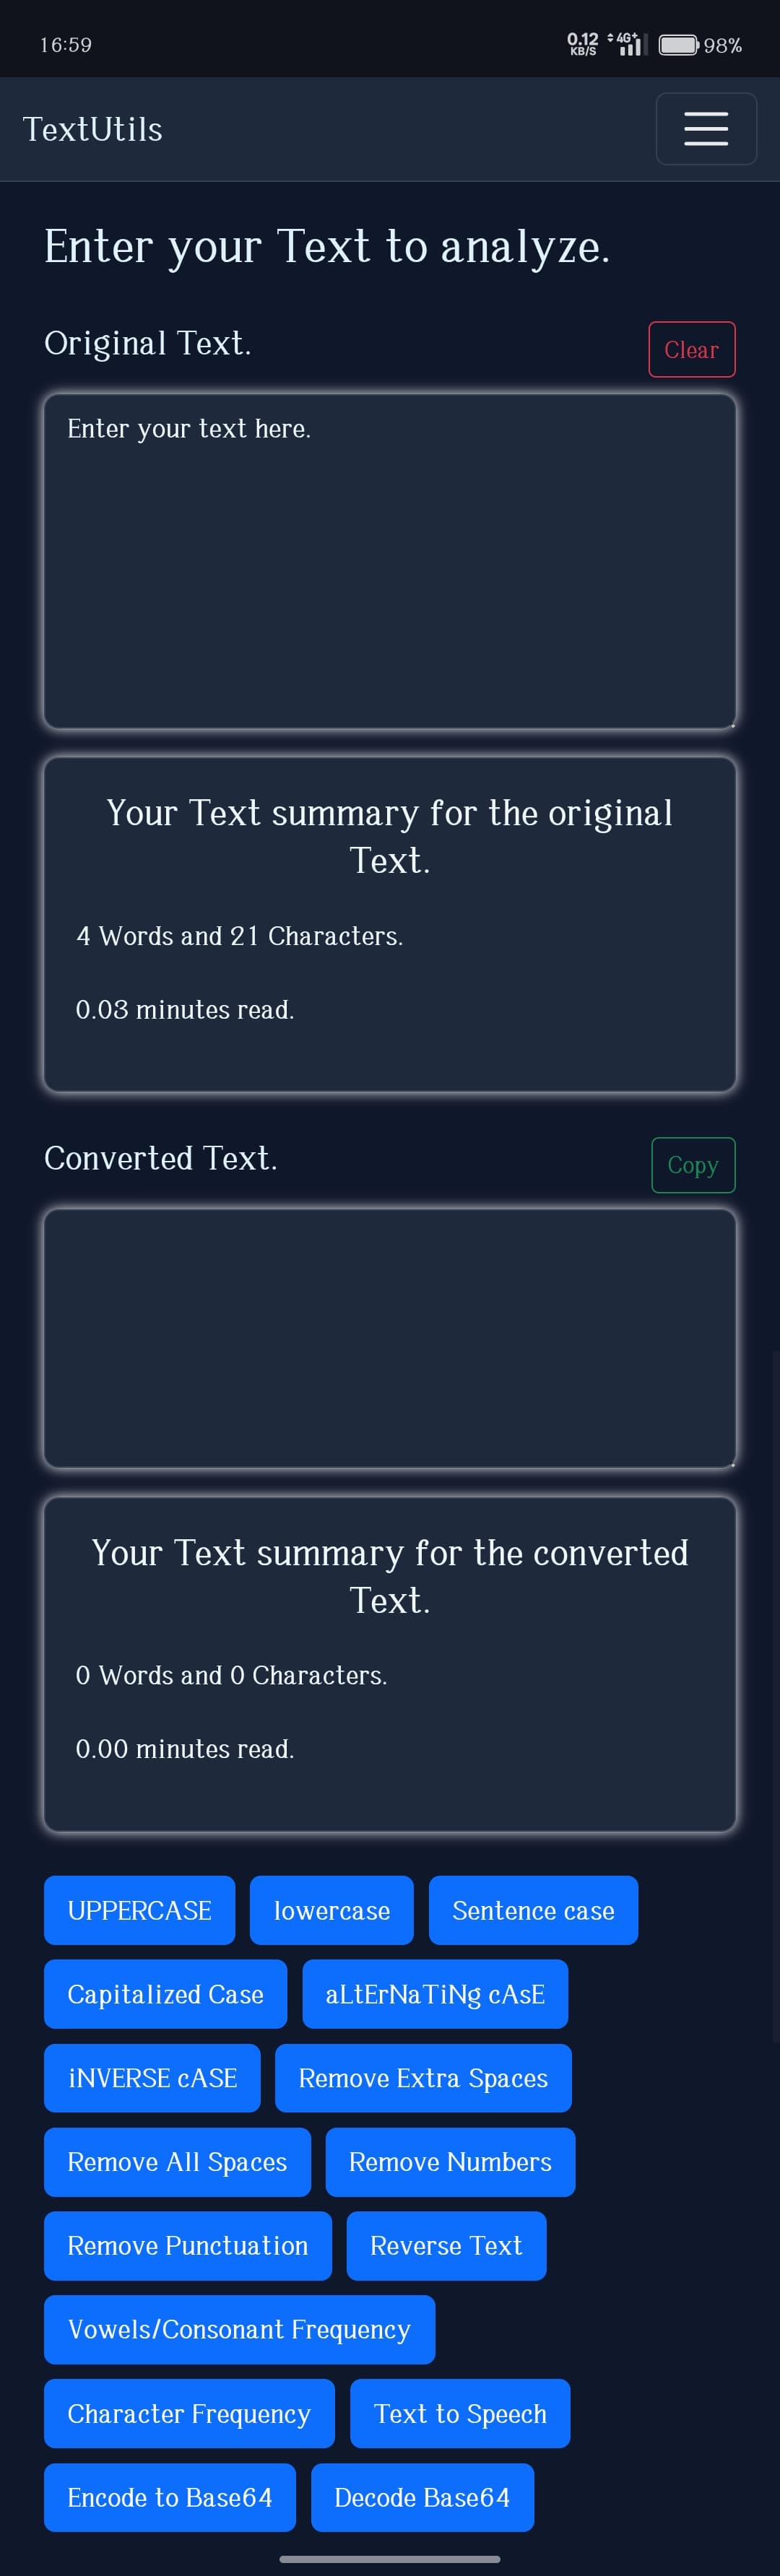 16:59 0.12 KB/S 4G+ 98%
TextUtils
Enter your Text to analyze.
Original Text. Clear
Enter your text here.
Your Text summary for the original
Text.
4 Words and 21 Characters.
0.03 minutes read.
Converted Text. Copy
Your Text summary for the converted
Text.
0 Words and 0 Characters.
0.00 minutes read.
UPPERCASE lowercase Sentence case
Capitalized Case aLtErNaTiNg cAsE
iNVERSE cASE Remove Extra Spaces
Remove All Spaces Remove Numbers
Remove Punctuation Reverse Text
Vowels/Consonant Frequency
Character Frequency Text to Speech
Encode to Base64 Decode Base64